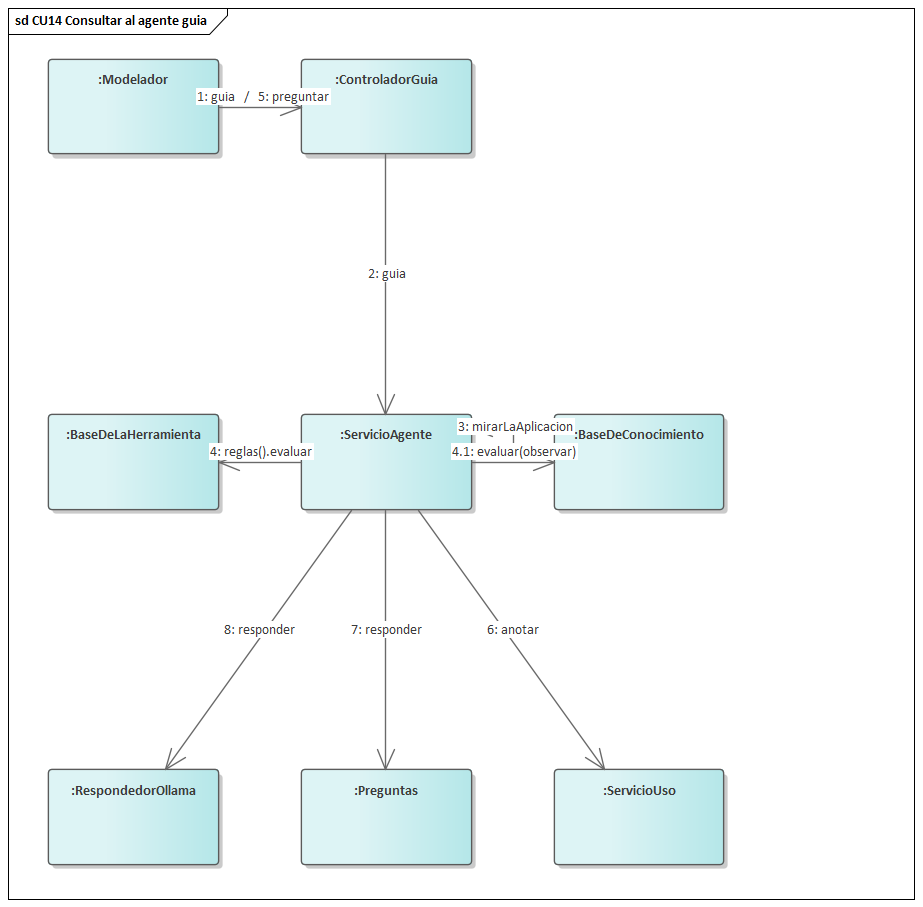 sd CU14 Consultar al agente guia
:Modelador
:ControladorGuia
1: guia / 5: preguntar
2: guia
:BaseDeLaHerramienta
:ServicioAgente
:BaseDeConocimiento
3: mirarLaAplicacion
4: reglas().evaluar
4.1: evaluar(observar)
8: responder
7: responder
6: anotar
:RespondedorOllama
:Preguntas
:ServicioUso